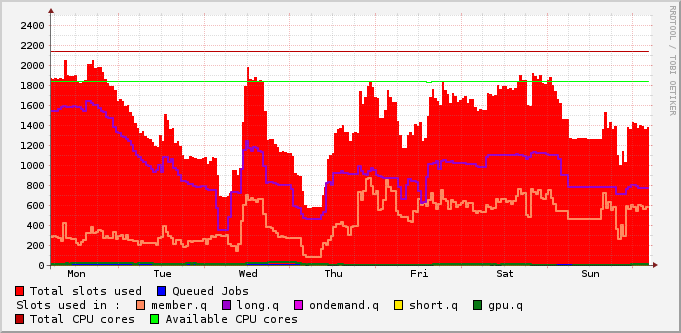 RRDTOOL / TOBI OETIKER
2400
2200
2000
1800
1600
1400
1200
1000
800
600
400
200
0
Mon Tue Wed Thu Fri Sat Sun
Total slots used Queued Jobs
Slots used in : member.q long.q ondemand.q short.q gpu.q
Total CPU cores Available CPU cores